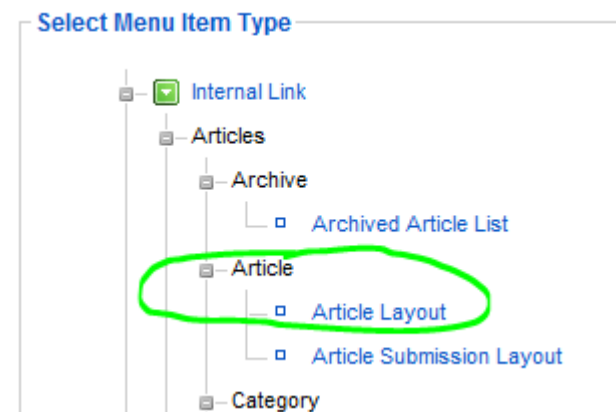 Select Menu Item Type
Internal Link
Articles
Archive
Archived Article List
Article
Article Layout
Article Submission Layout
Category